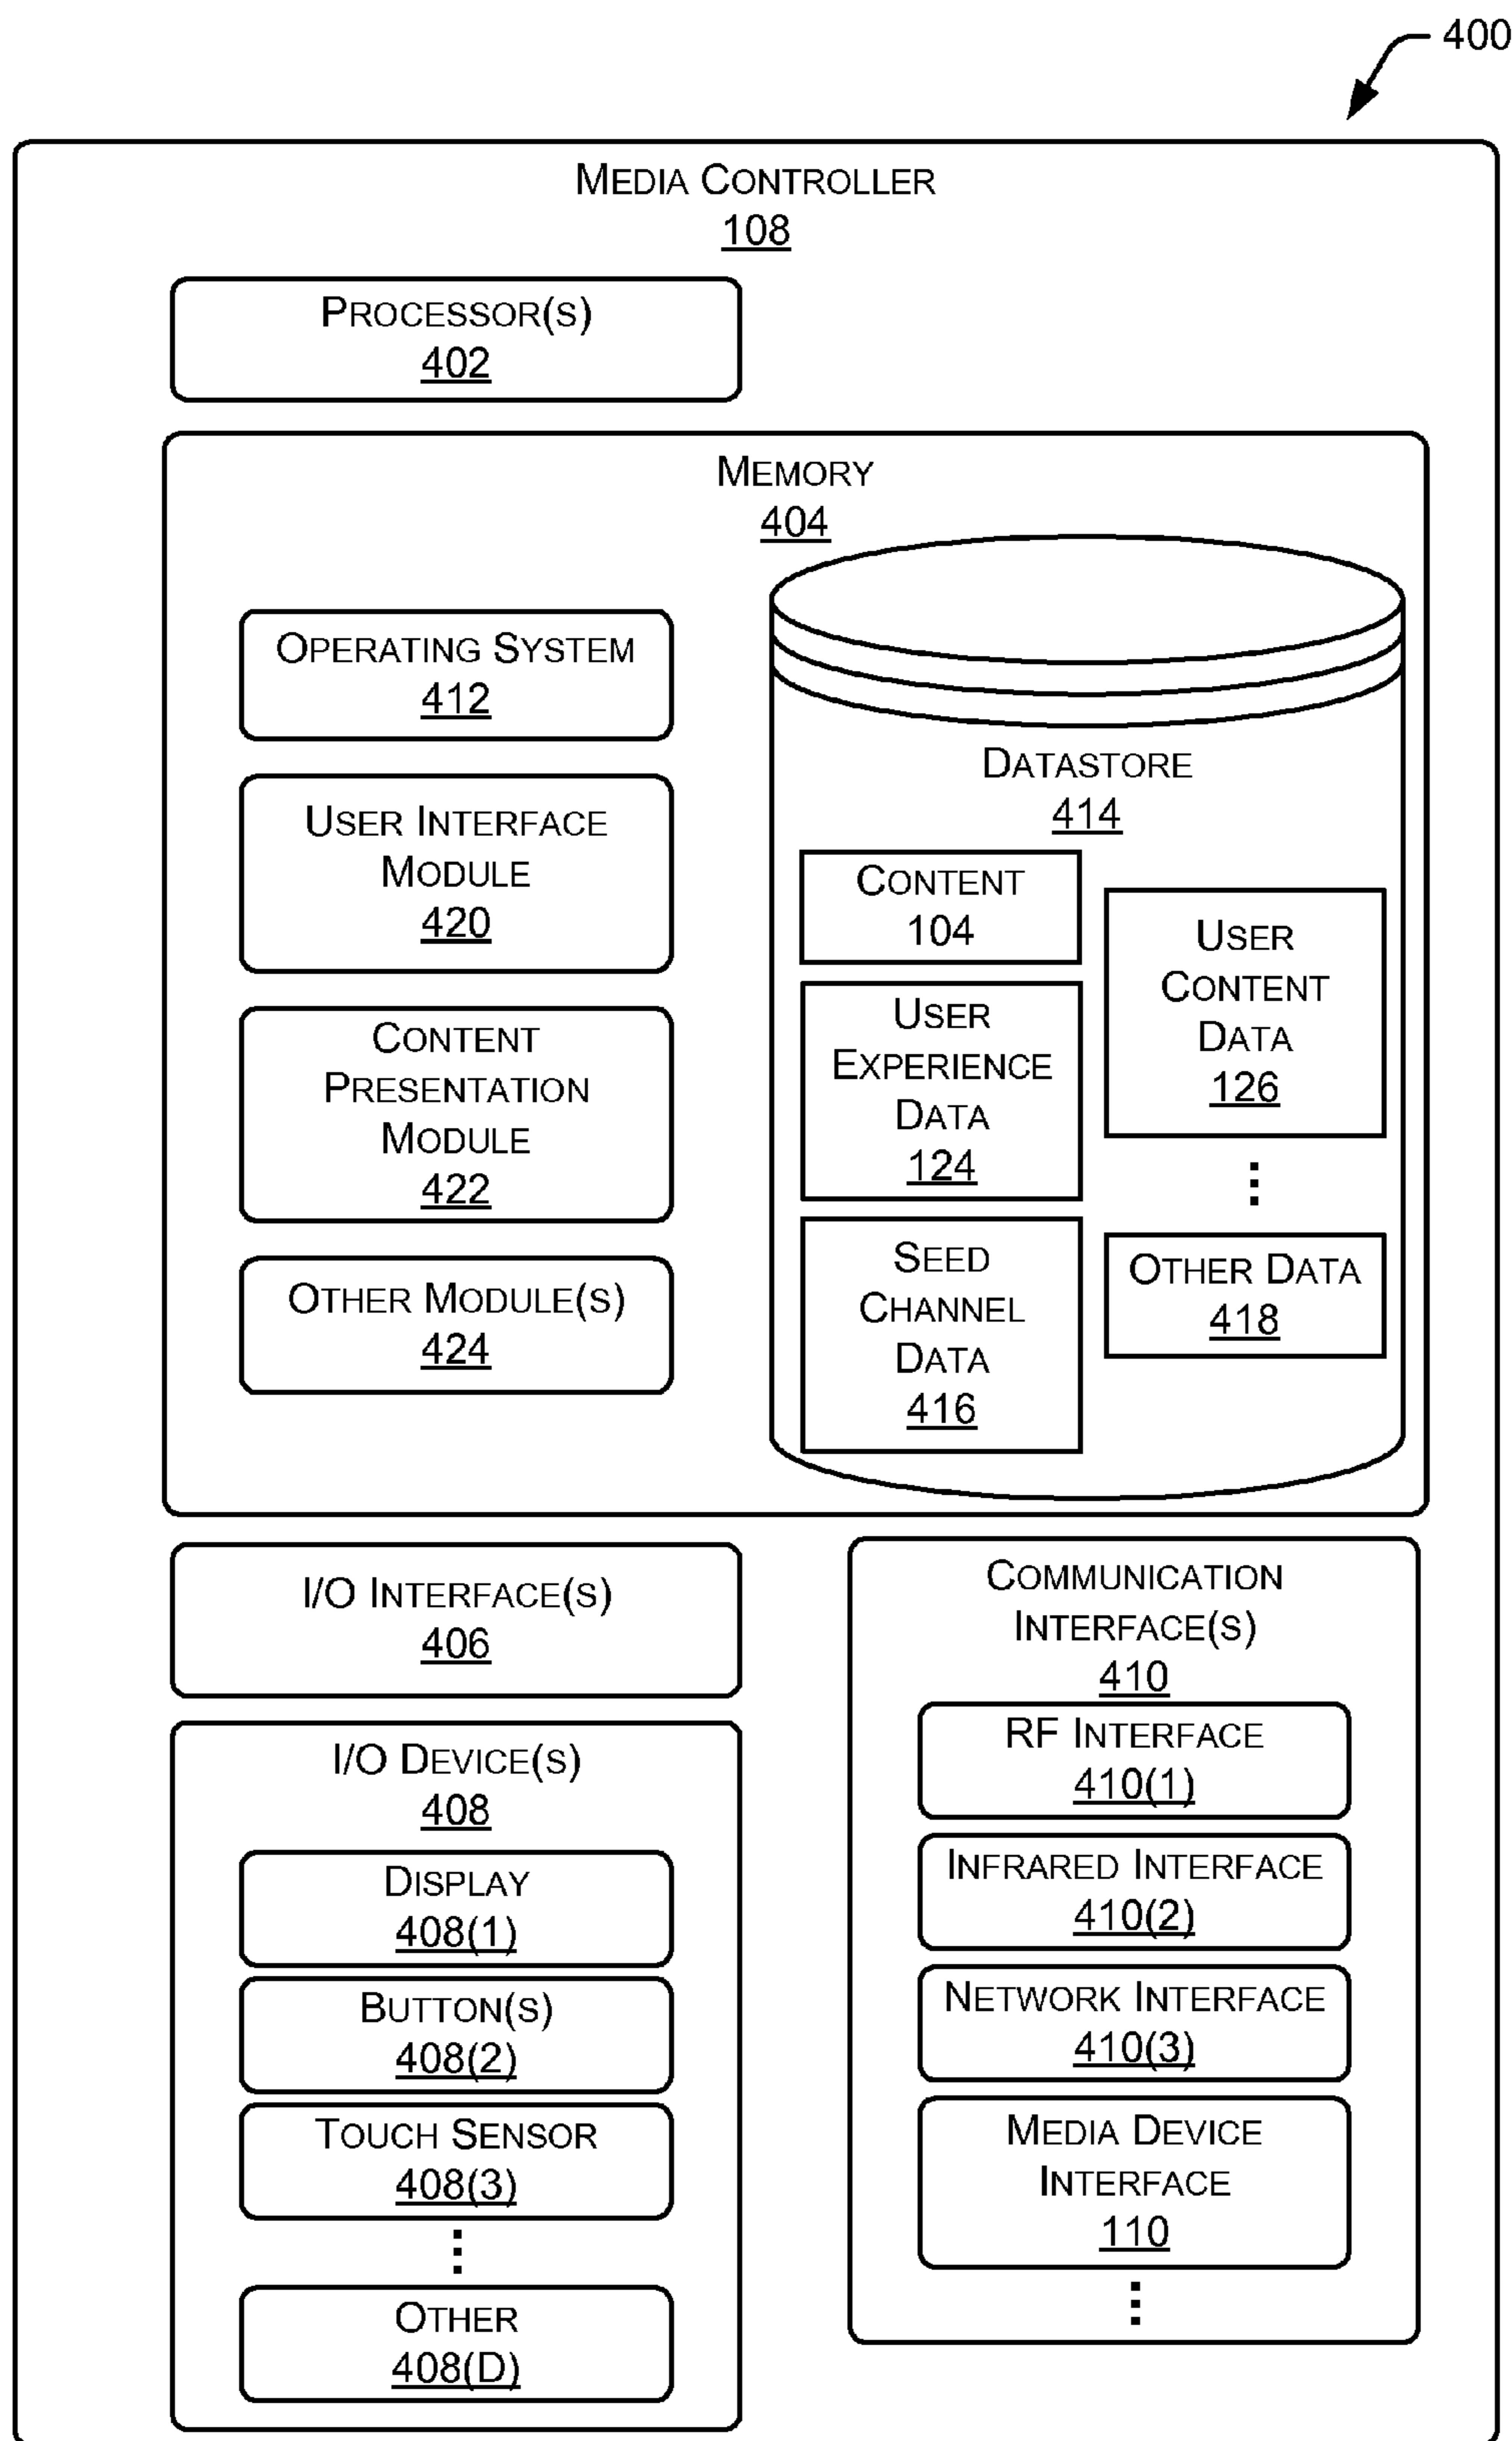 400
MEDIA CONTROLLER
108
PROCESSOR(S)
402
MEMORY
404
OPERATING SYSTEM
412
USER INTERFACE
MODULE
420
CONTENT
PRESENTATION
MODULE
422
OTHER MODULE(S)
424
DATASTORE
414
CONTENT
104
USER
EXPERIENCE
DATA
124
SEED
CHANNEL
DATA
416
USER
CONTENT
DATA
126
OTHER DATA
418
I/O INTERFACE(S)
406
I/O DEVICE(S)
408
DISPLAY
408(1)
BUTTON(S)
408(2)
TOUCH SENSOR
408(3)
OTHER
408(D)
COMMUNICATION
INTERFACE(S)
410
RF INTERFACE
410(1)
INFRARED INTERFACE
410(2)
NETWORK INTERFACE
410(3)
MEDIA DEVICE
INTERFACE
110